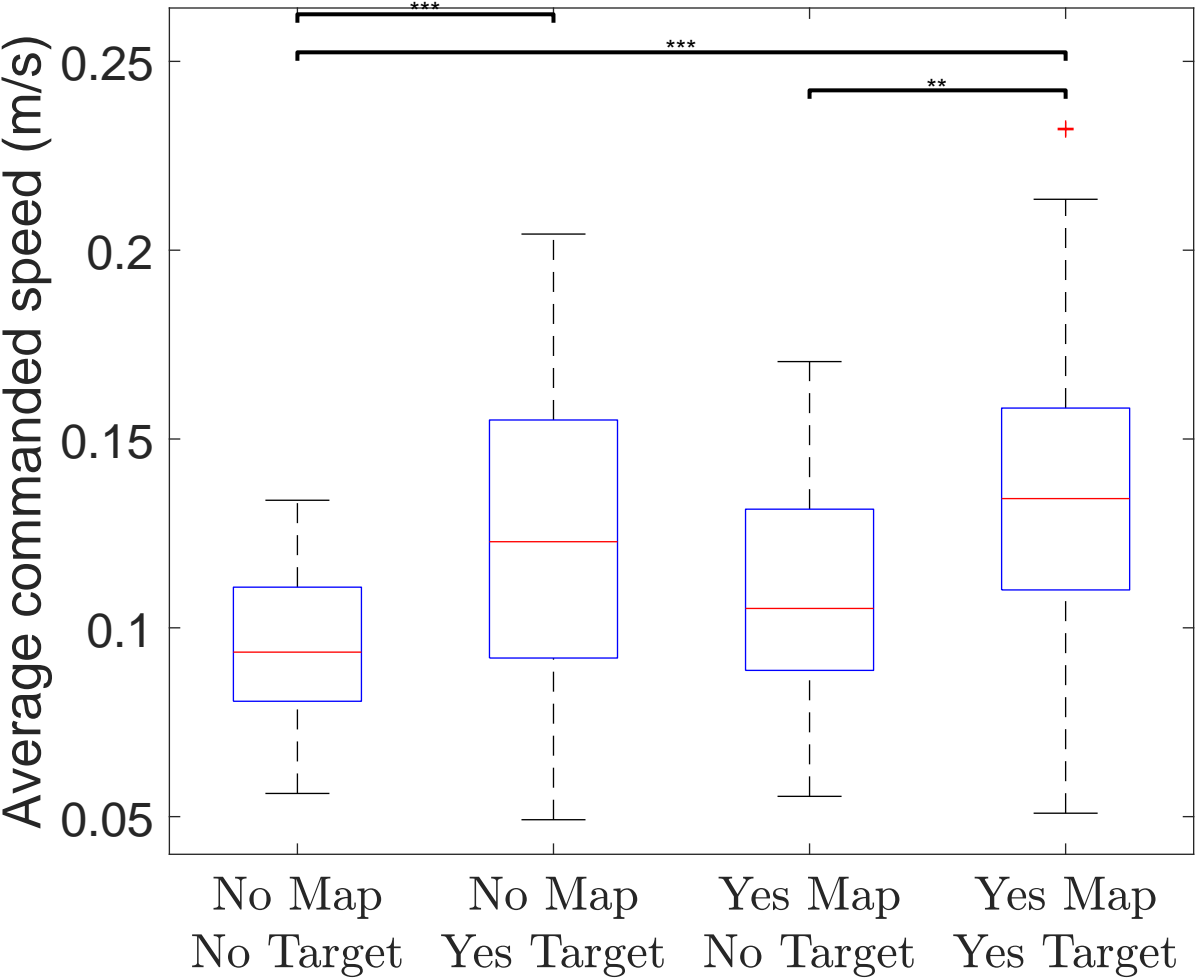 ***
***
**
Average commanded speed (m/s)
0.25
0.2
0.15
0.1
0.05
No Map
No Target
No Map
Yes Target
Yes Map
No Target
Yes Map
Yes Target